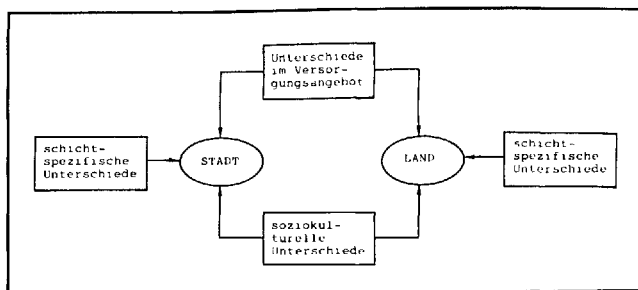 Unterschiede
im Versor-
gungsangebot
schicht-
spezifische
Unterschiede
STADT
LAND
schicht-
spezifische
Unterschiede
soziokul-
turelle
Unterschiede